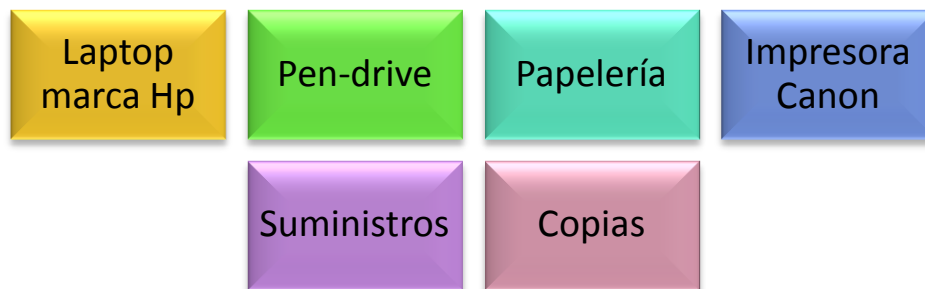 Laptop
marca Hp
Pen-drive
Papelería
Impresora
Canon
Suministros
Copias